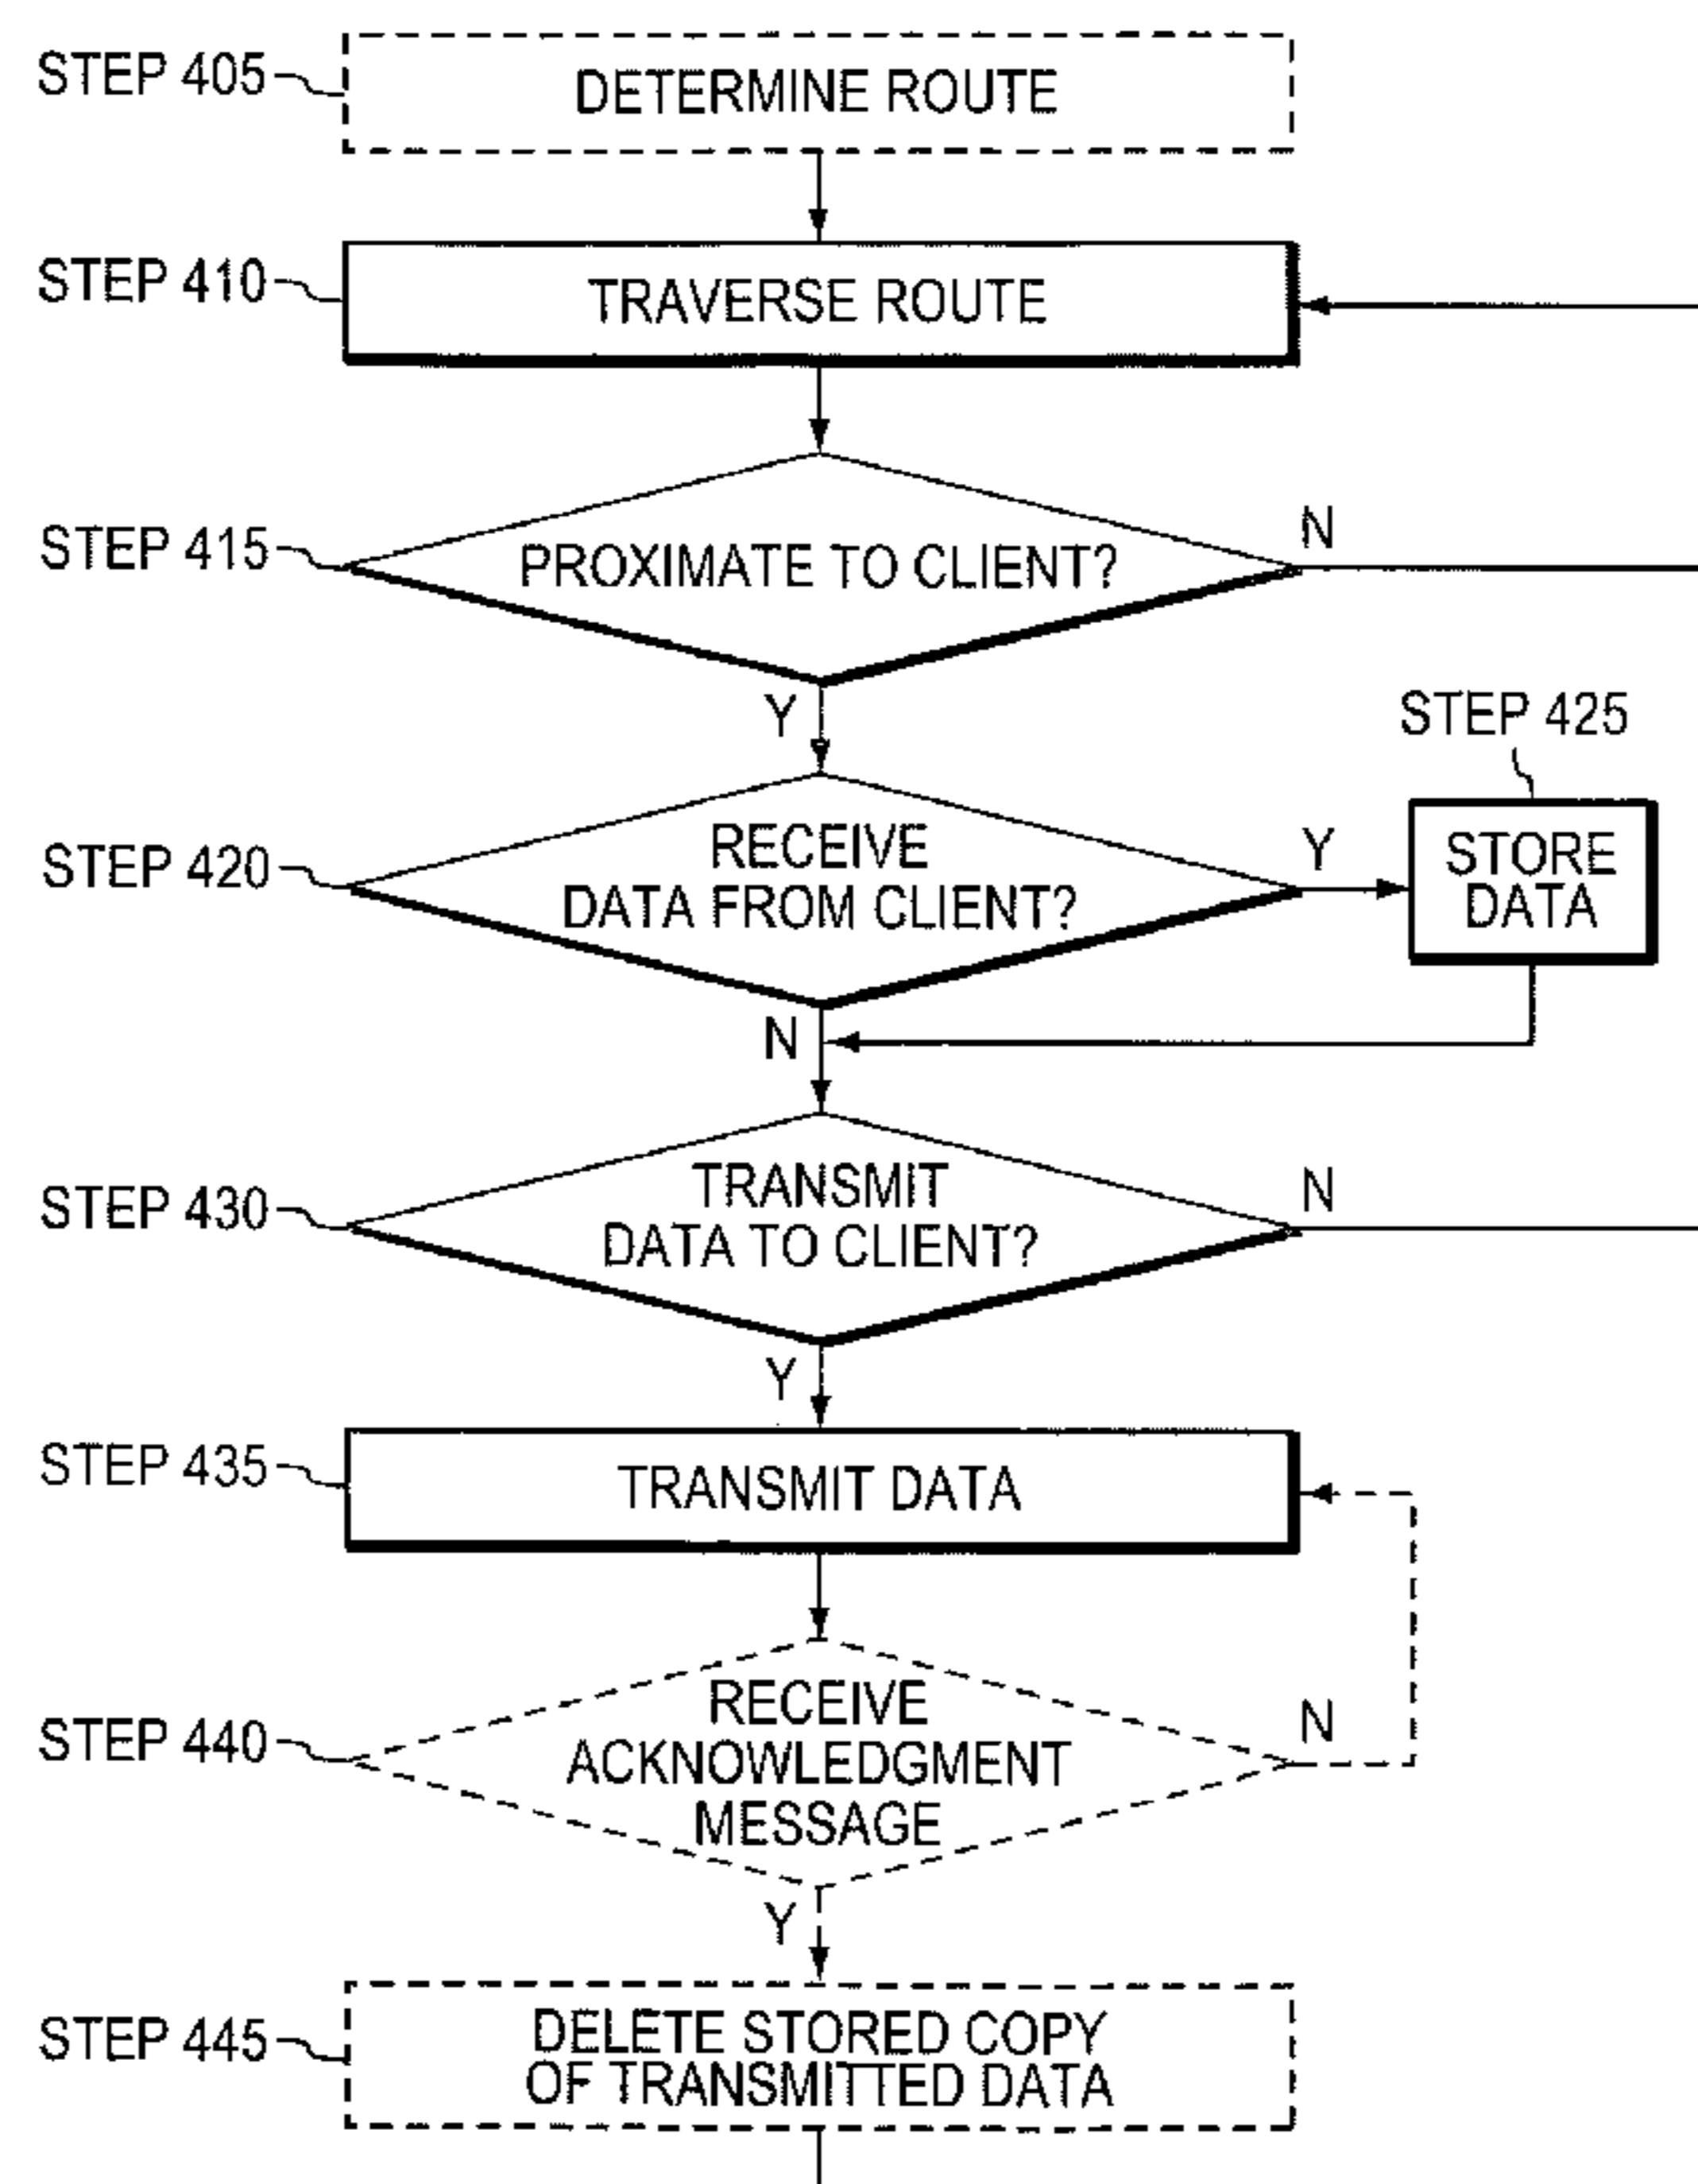 STEP 405
DETERMINE ROUTE
STEP 410
TRAVERSE ROUTE
STEP 415
PROXIMATE TO CLIENT?
N
Y
STEP 425
STEP 420
RECEIVE
DATA FROM CLIENT?
Y
STORE
DATA
N
STEP 430
TRANSMIT
DATA TO CLIENT?
N
Y
STEP 435
TRANSMIT DATA
STEP 440
RECEIVE
ACKNOWLEDGMENT
MESSAGE
N
Y
STEP 445
DELETE STORED COPY
OF TRANSMITTED DATA